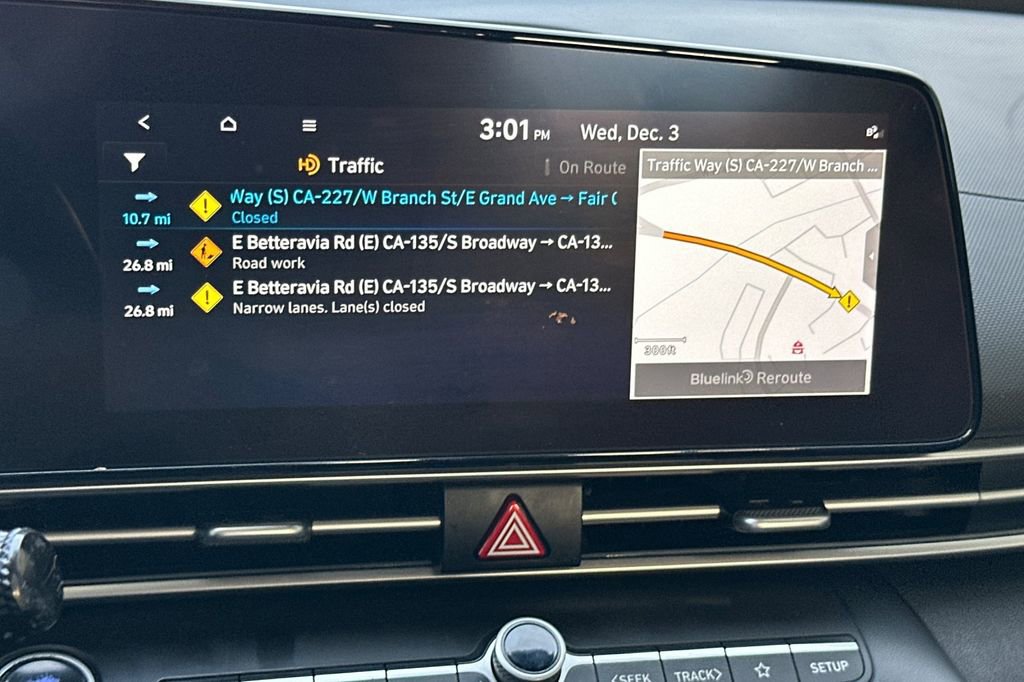 3:01 PM Wed, Dec. 3
HD Traffic
On Route
Traffic Way (S) CA-227/W Branch ...
Way (S) CA-227/W Branch St/E Grand Ave → Fair
10.7 mi
Closed
E Betteravia Rd (E) CA-135/S Broadway → CA-13...
26.8 mi
Road work
E Betteravia Rd (E) CA-135/S Broadway → CA-13...
26.8 mi
Narrow lanes. Lane(s) closed
300ft
Bluelink Reroute
<SEEK
TRACK>
SETUP